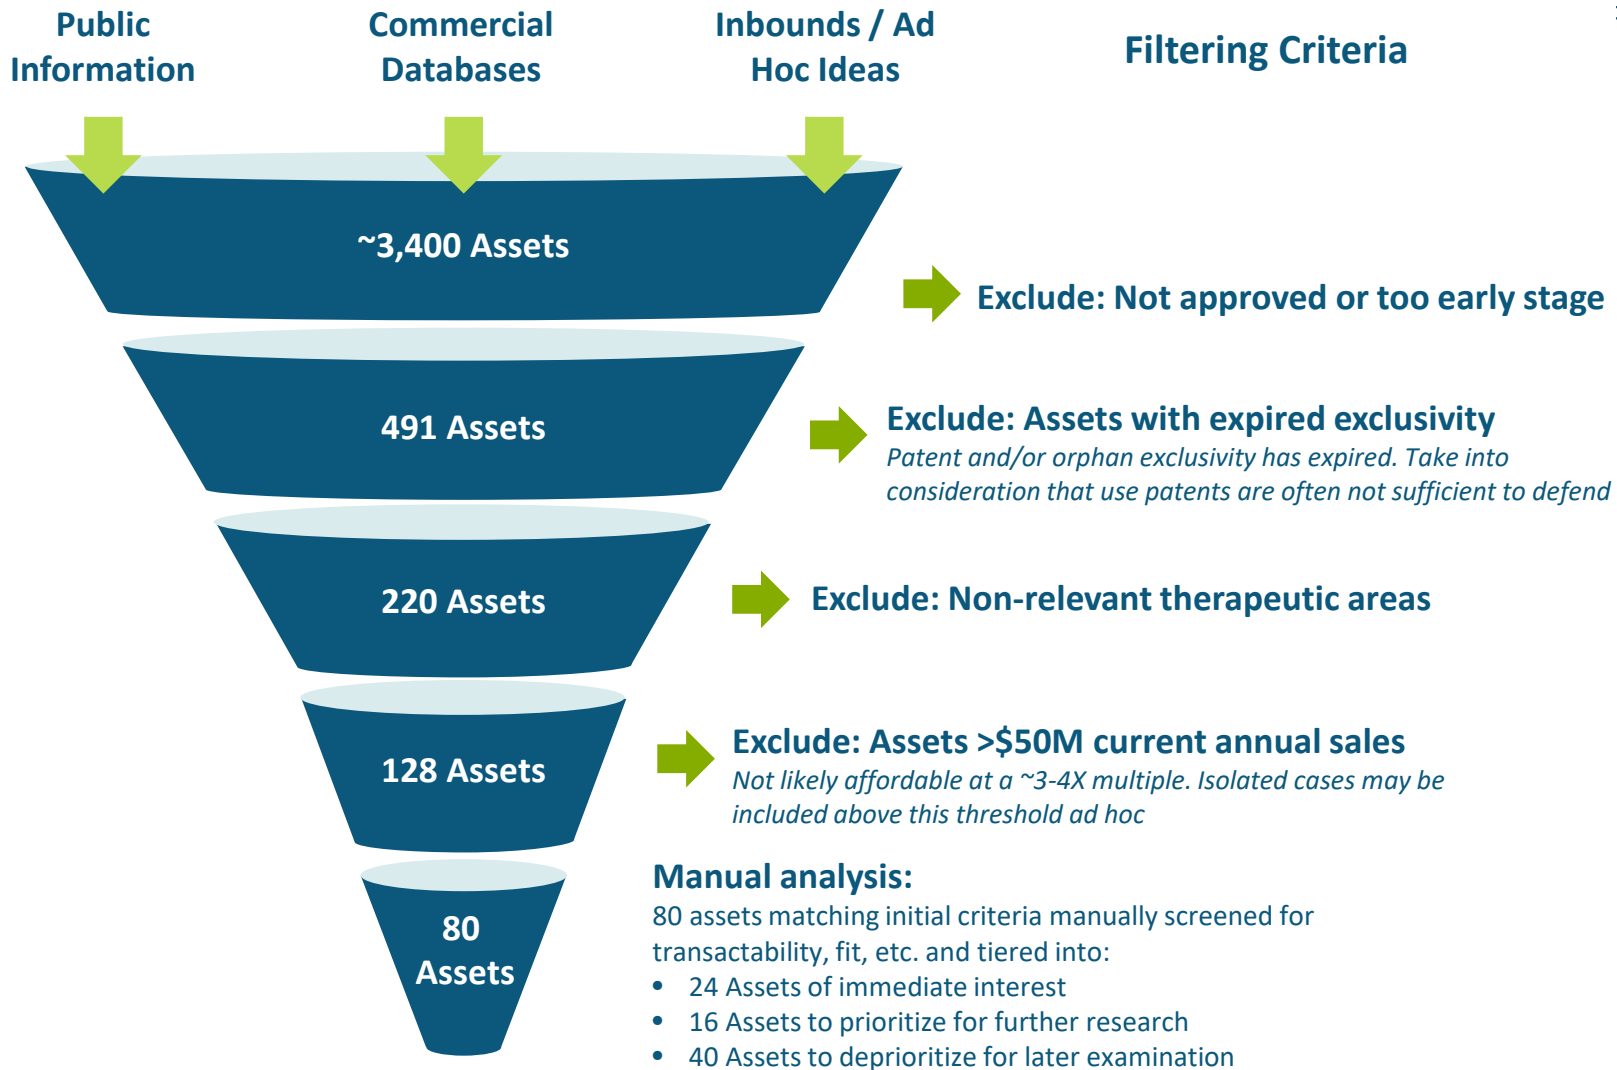 Public
Information
Commercial
Databases
Inbounds / Ad
Hoc Ideas
Filtering Criteria
~3,400 Assets
Exclude: Not approved or too early stage
491 Assets
Exclude: Assets with expired exclusivity
Patent and/or orphan exclusivity has expired. Take into
consideration that use patents are often not sufficient to defend
220 Assets
Exclude: Non-relevant therapeutic areas
128 Assets
Exclude: Assets >$50M current annual sales
Not likely affordable at a ~3-4X multiple. Isolated cases may be
included above this threshold ad hoc
80
Assets
Manual analysis:
80 assets matching initial criteria manually screened for
transactability, fit, etc. and tiered into:
• 24 Assets of immediate interest
• 16 Assets to prioritize for further research
• 40 Assets to deprioritize for later examination